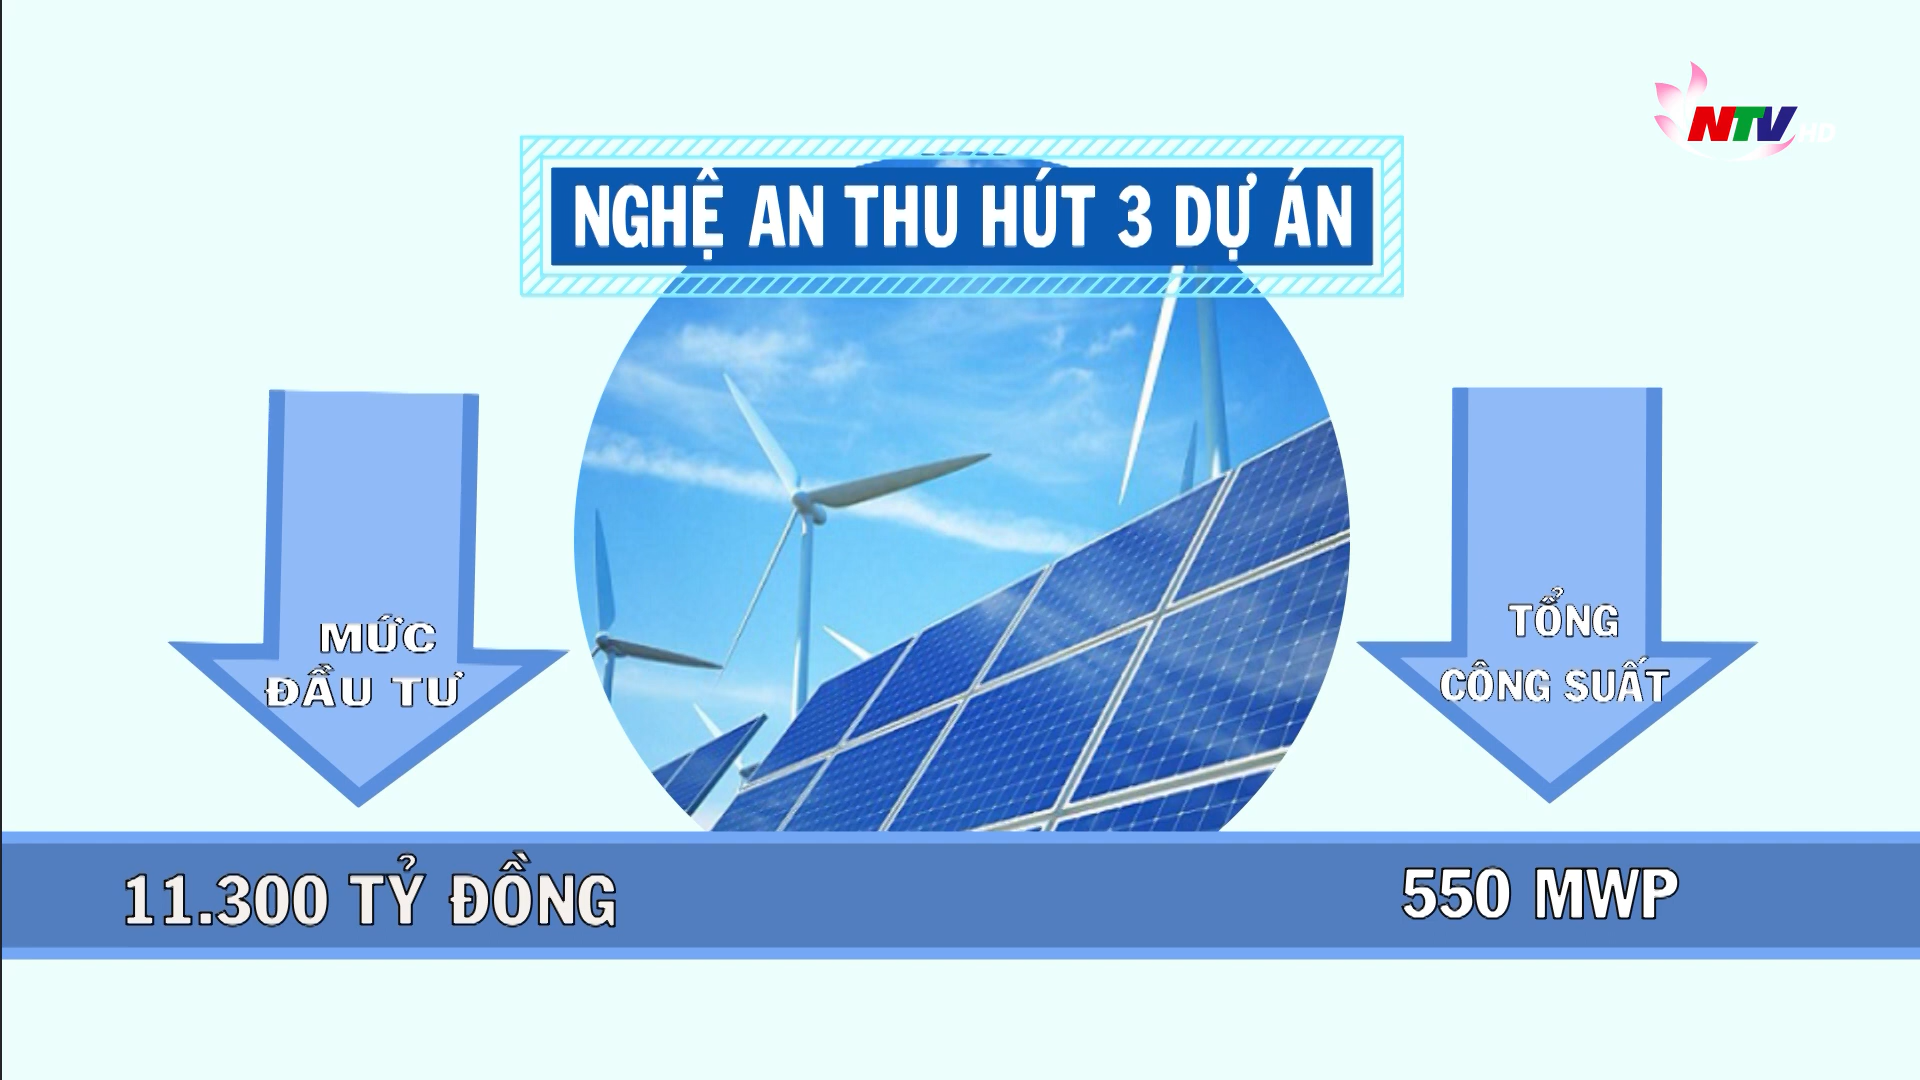 NTV HD
NGHỆ AN THU HÚT 3 DỰ ÁN
MỨC
ĐẦU TƯ
TỔNG
CÔNG SUẤT
11.300 TỶ ĐỒNG
550 MWP